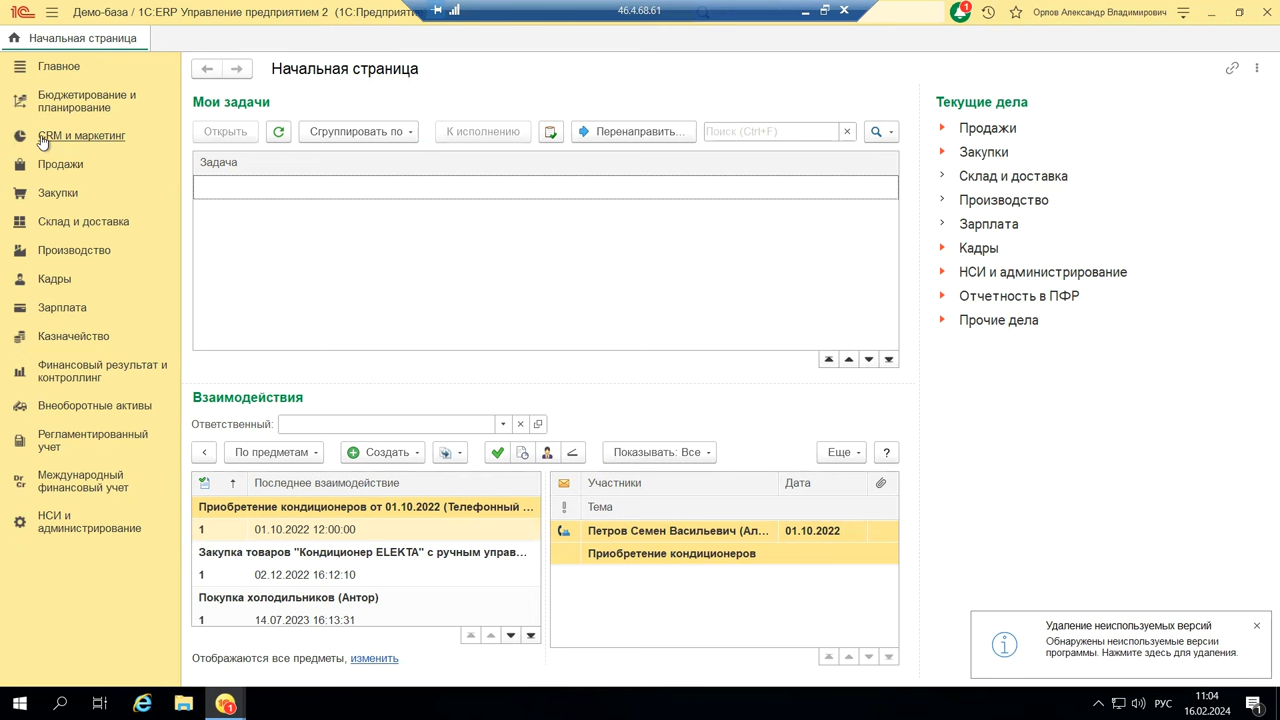 Демо-база / 1С:ERP Управление предприятием 2 (1С:Предприяти
46.4.68.61
1
Орлов Александр Владимирович
Начальная страница
Главное
Бюджетирование и
планирование
CRM и маркетинг
Продажи
Закупки
Склад и доставка
Производство
Кадры
Зарплата
Казначейство
Финансовый результат и
контроллинг
Внеоборотные активы
Регламентированный
учет
Dr
Cr
Международный
финансовый учет
НСИ и
администрирование
Начальная страница
Мои задачи
Открыть
Сгруппировать по
К исполнению
Перенаправить...
Поиск (Ctrl+F)
Задача
Взаимодействия
Ответственный:
По предметам
Создать
Показывать: Все
Еще
?
Последнее взаимодействие
Приобретение кондиционеров от 01.10.2022 (Телефонный ...
1 01.10.2022 12:00:00
Закупка товаров "Кондиционер ELEKTA" с ручным управ...
1 02.12.2022 16:12:10
Покупка холодильников (Антор)
1 14.07.2023 16:13:31
Отображаются все предметы, изменить
Участники
Дата
Тема
Петров Семен Васильевич (Ал...
01.10.2022
Приобретение кондиционеров
Текущие дела
Продажи
Закупки
Склад и доставка
Производство
Зарплата
Кадры
НСИ и администрирование
Отчетность в ПФР
Прочие дела
Удаление неиспользуемых версий
Обнаружены неиспользуемые версии
программы. Нажмите здесь для удаления.
1
РУС
11:04
16.02.2024
1